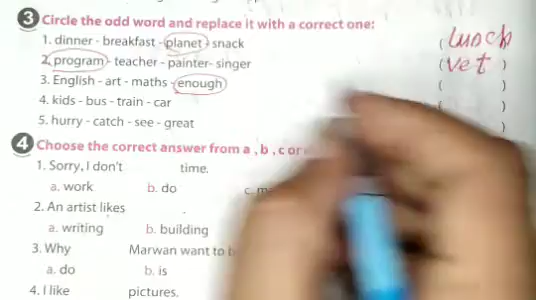 3 Circle the odd word and replace it with a correct one:
1. dinner - breakfast - planet - snack ( lunch
2. program - teacher - painter- singer ( vet )
3. English - art - maths - enough ( )
4. kids - bus - train - car )
5. hurry - catch - see - great )
4 Choose the correct answer from a , b , c or
1. Sorry, I don't time.
a. work b. do c.
2. An artist likes .
a. writing b. building
3. Why Marwan want to
a. do b. is
4. I like pictures.